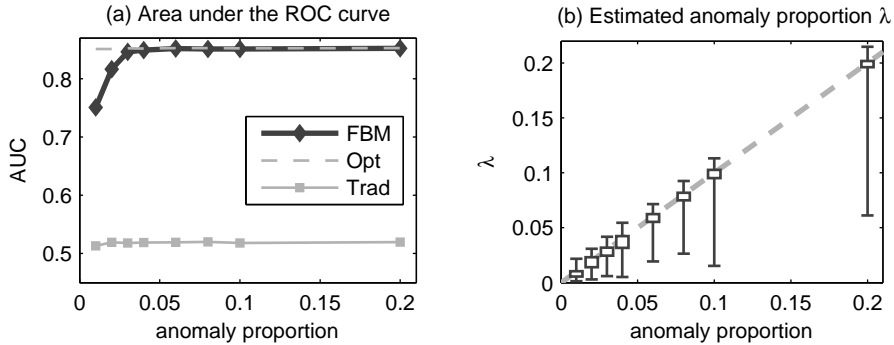 (a) Area under the ROC curve
0.8
0.7
0.6
0.5
AUC
0
0.05
0.1
0.15
0.2
anomaly proportion
FBM
Opt
Trad
(b) Estimated anomaly proportion λ
0.2
0.15
0.1
0.05
0
λ
0
0.05
0.1
0.15
0.2
anomaly proportion